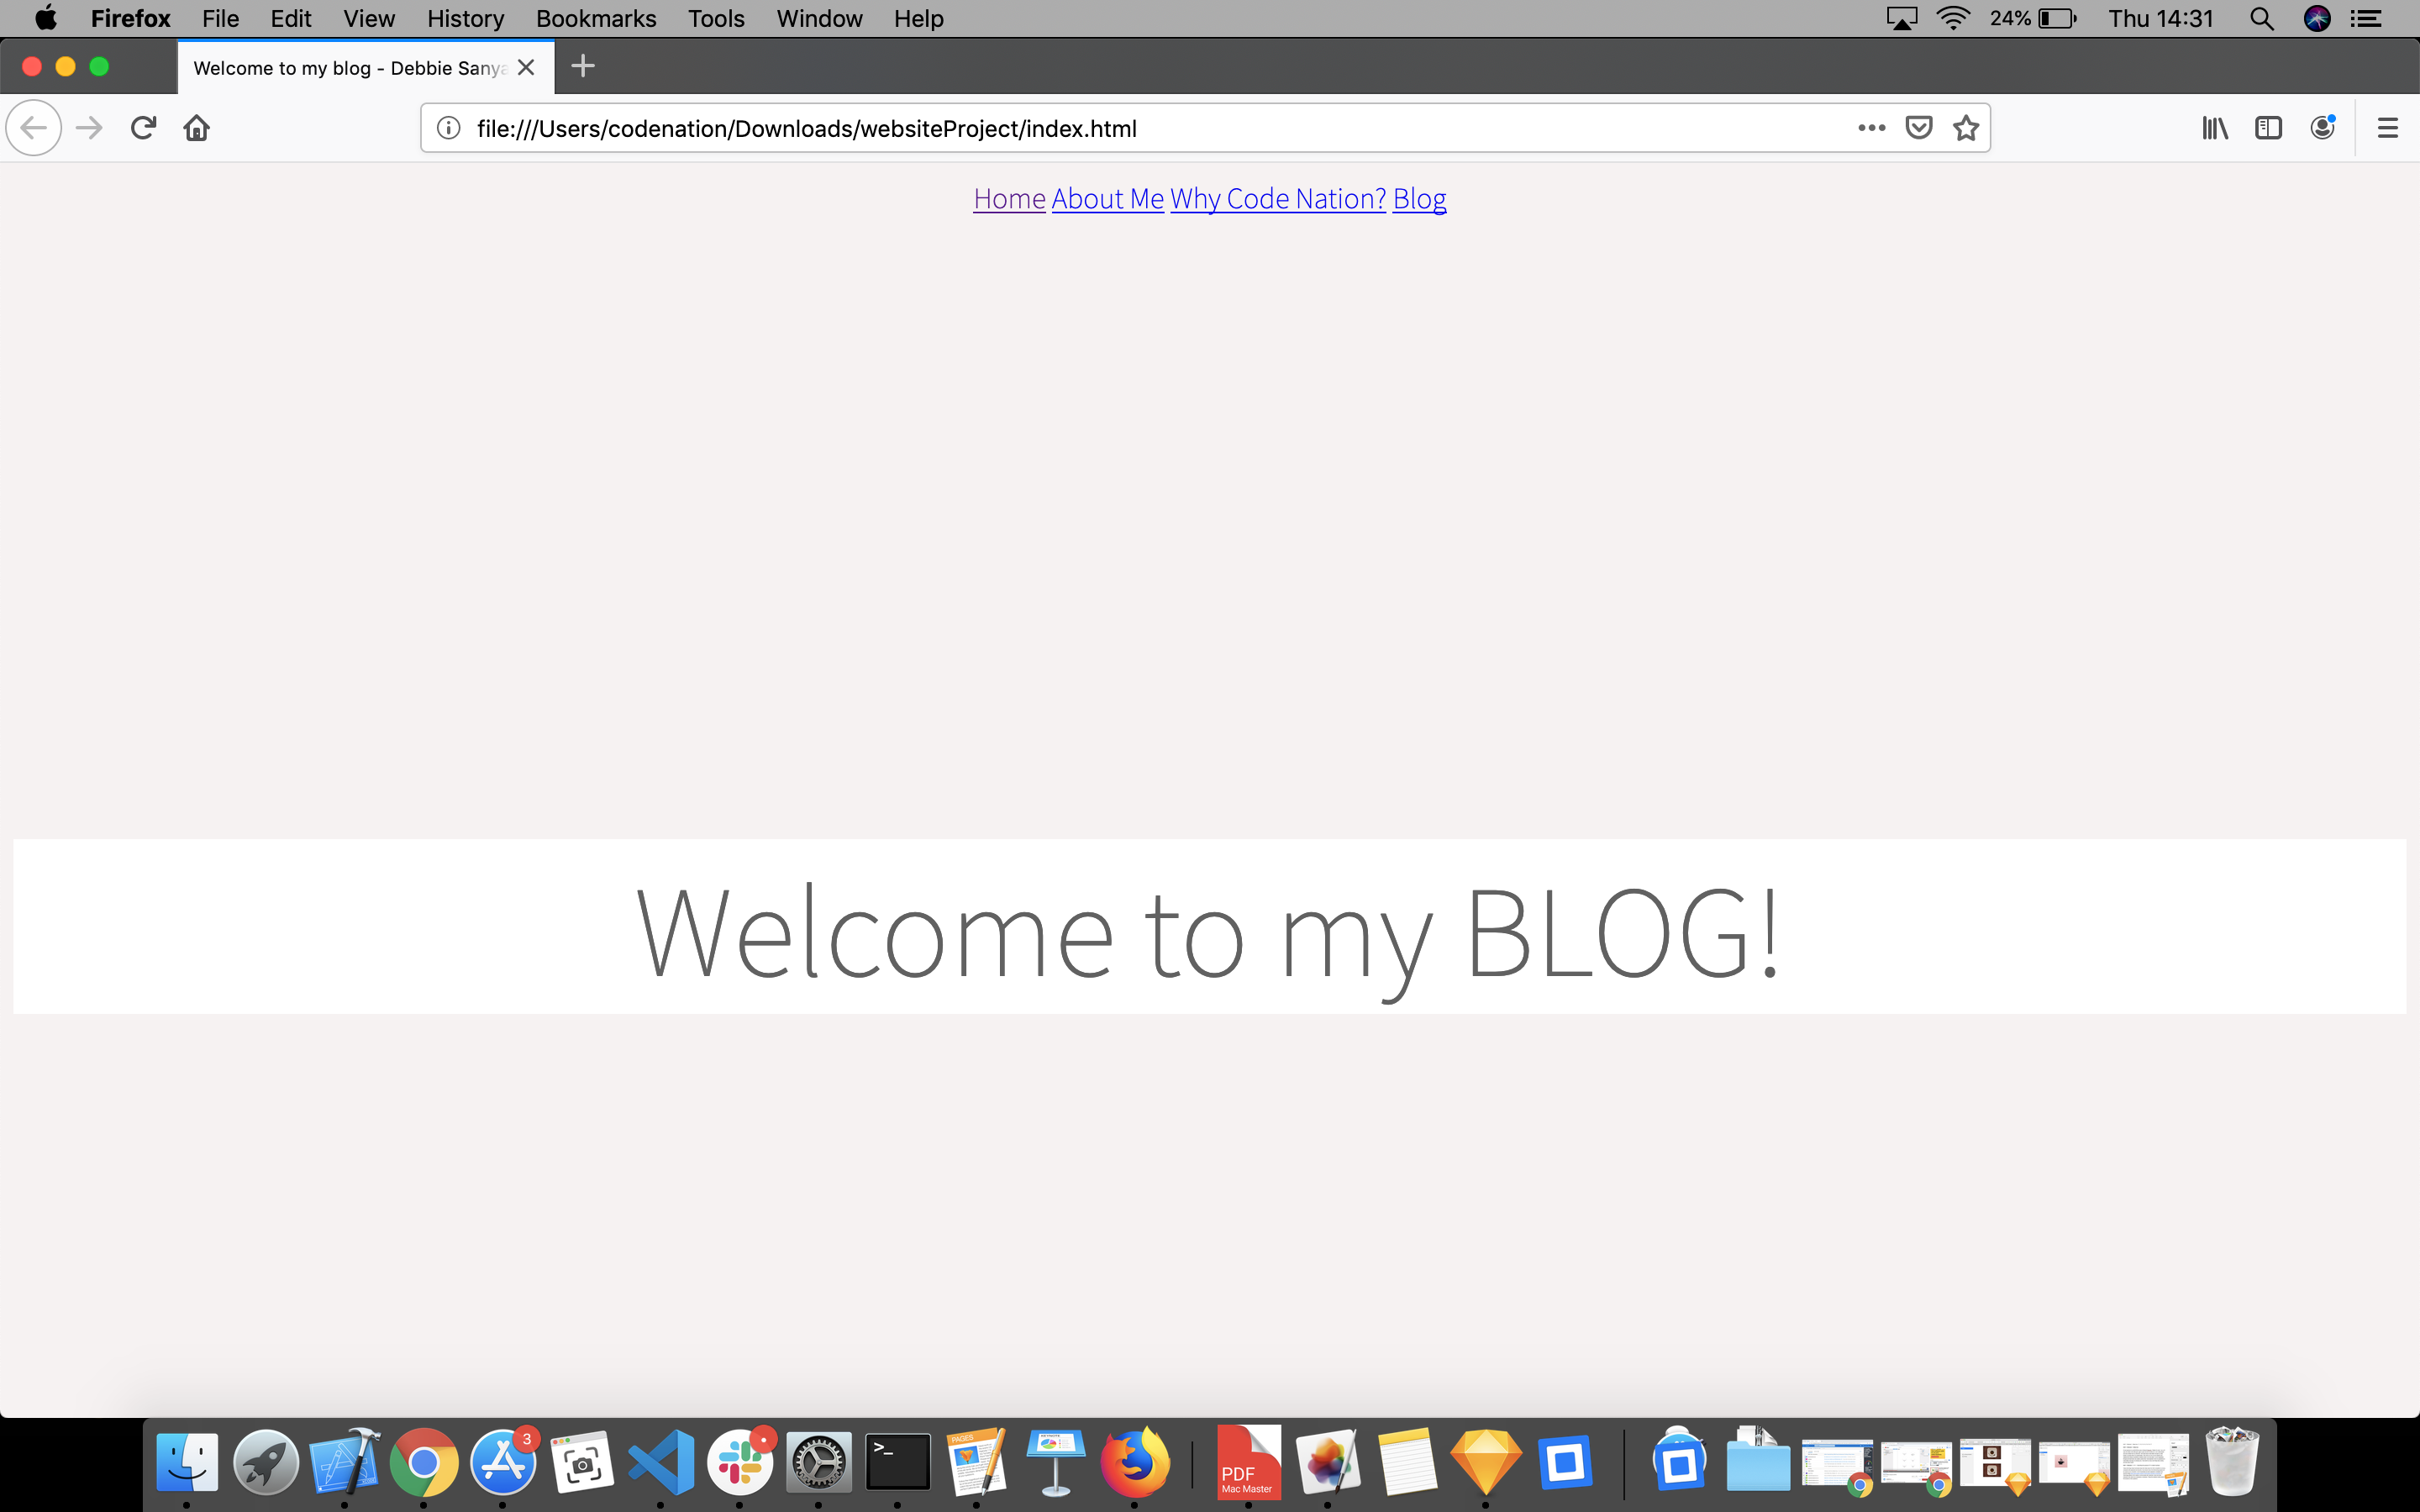 Firefox File Edit View History Bookmarks Tools Window Help 24% Thu 14:31
Welcome to my blog - Debbie Sanya
file:///Users/codenation/Downloads/websiteProject/index.html
Home About Me Why Code Nation? Blog
Welcome to my BLOG!
3
>_
PAGES
PDF
Mac Master